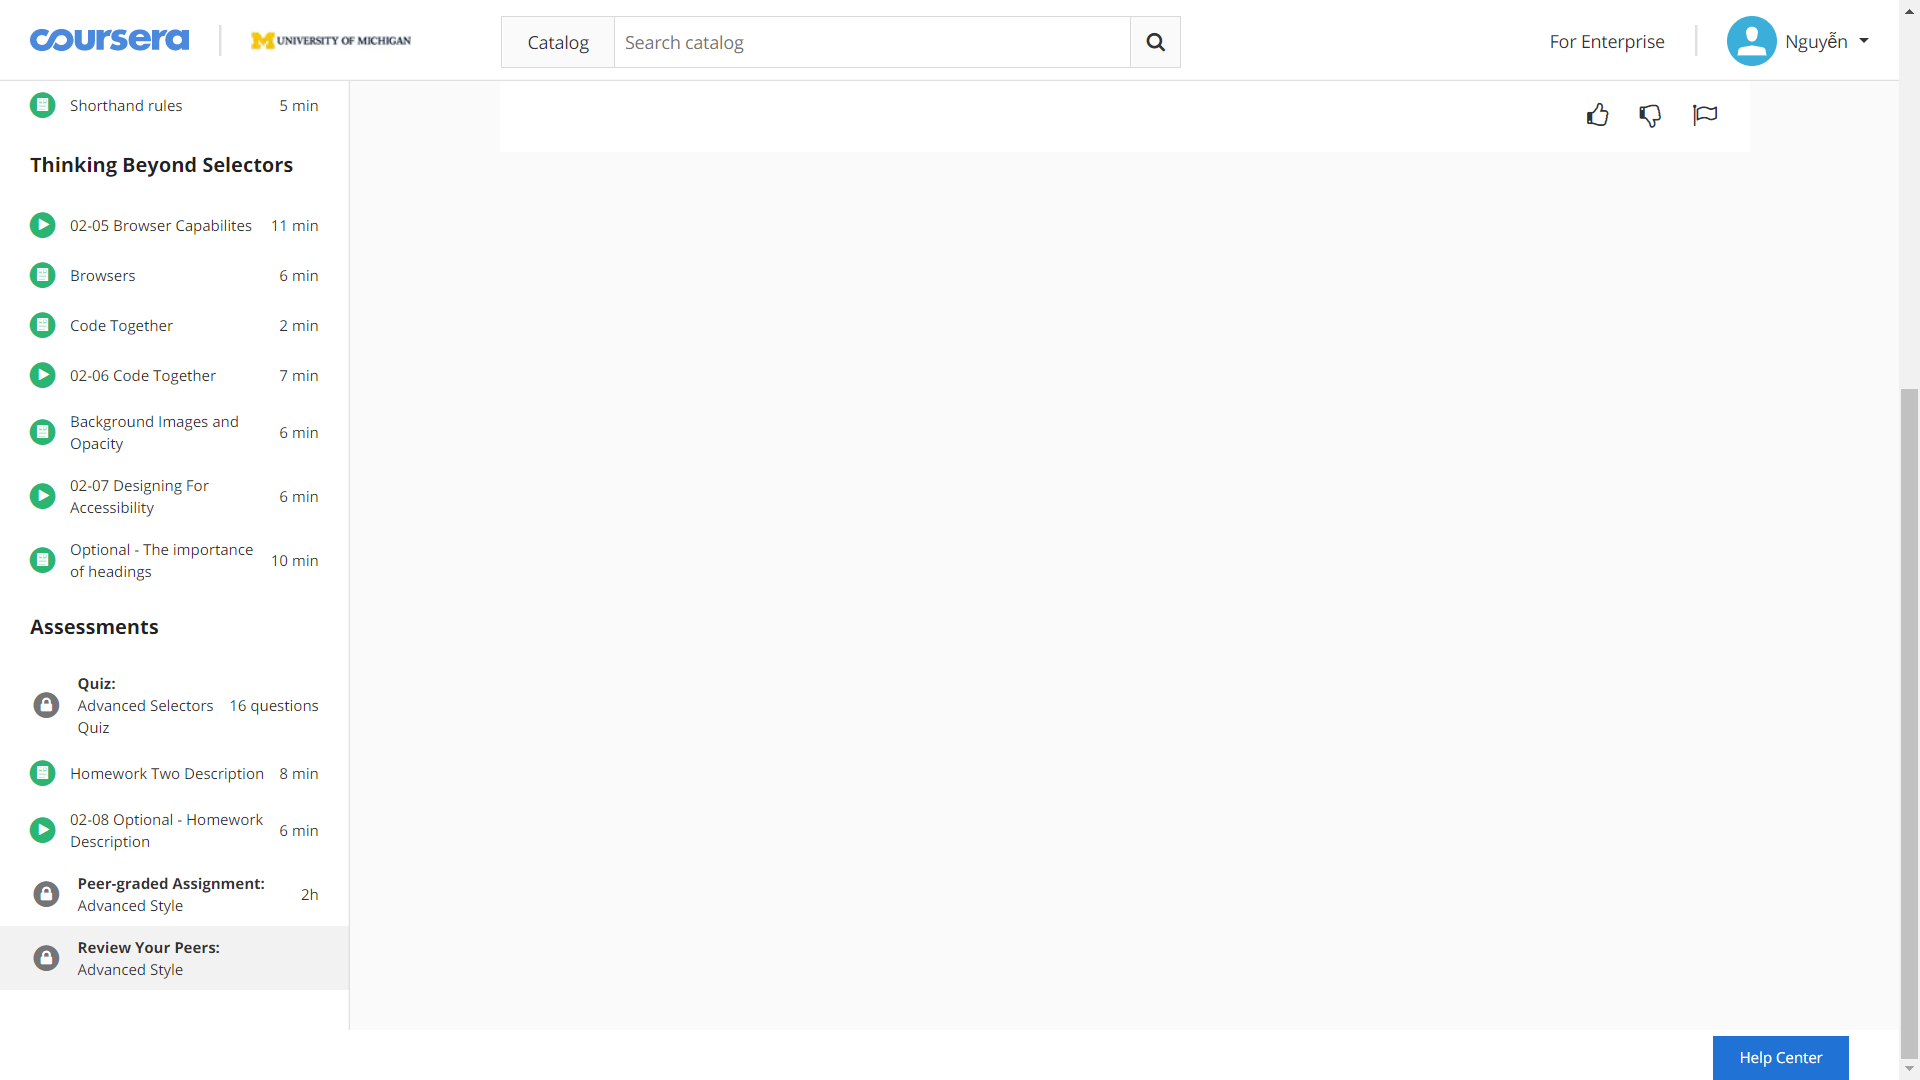 coursera
UNIVERSITY OF MICHIGAN
Catalog
Search catalog
For Enterprise
Nguyễn
Shorthand rules 5 min
Thinking Beyond Selectors
02-05 Browser Capabilites 11 min
Browsers 6 min
Code Together 2 min
02-06 Code Together 7 min
Background Images and
Opacity
6 min
02-07 Designing For
Accessibility
6 min
Optional - The importance
of headings
10 min
Assessments
Quiz:
Advanced Selectors 16 questions
Quiz
Homework Two Description 8 min
02-08 Optional - Homework
Description
6 min
Peer-graded Assignment:
Advanced Style
2h
Review Your Peers:
Advanced Style
Help Center